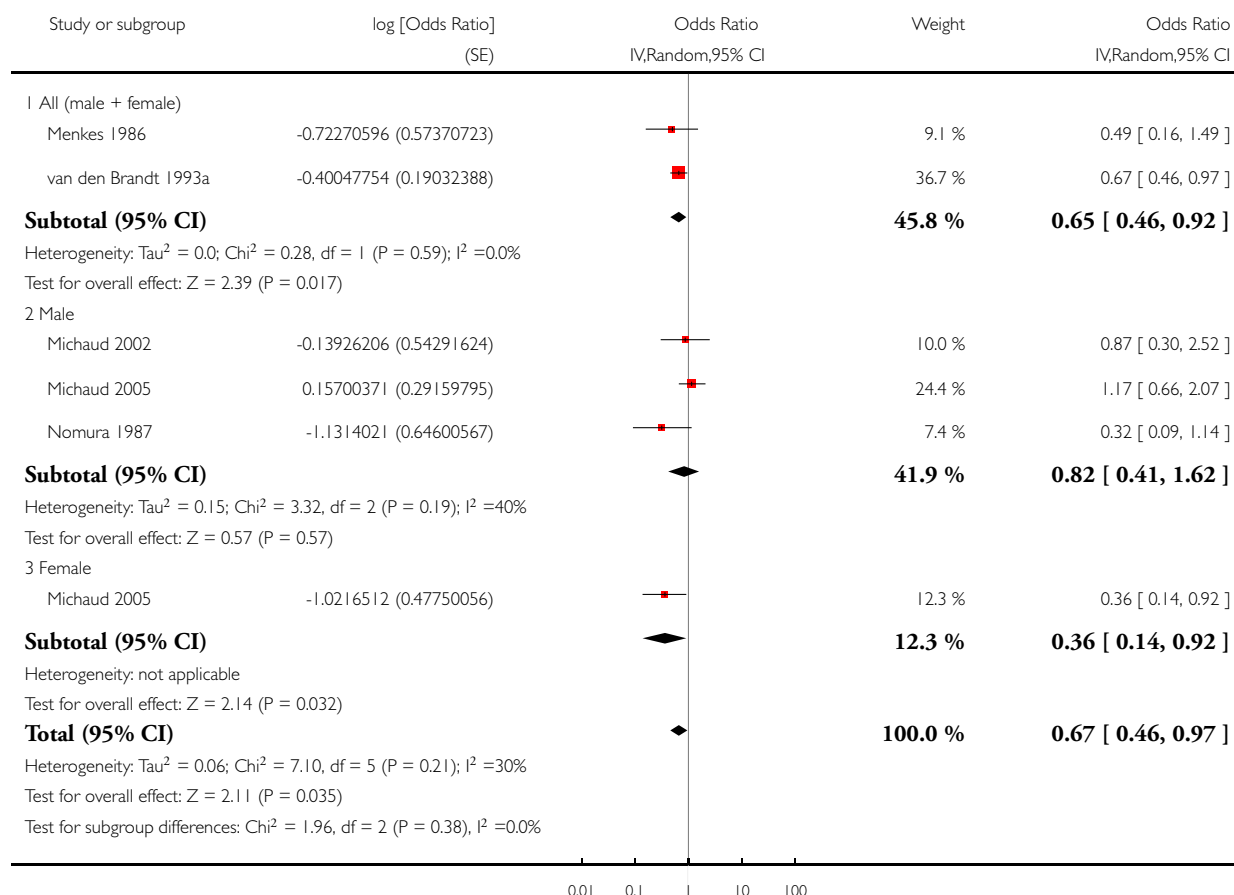 Study or subgroup log [Odds Ratio] Odds Ratio Weight Odds Ratio
(SE) IV,Random,95% CI IV,Random,95% CI
1 All (male + female)
Menkes 1986 -0.72270596 (0.57370723) 9.1 % 0.49 [ 0.16, 1.49 ]
van den Brandt 1993a -0.40047754 (0.19032388) 36.7 % 0.67 [ 0.46, 0.97 ]
Subtotal (95% CI) 45.8 % 0.65 [ 0.46, 0.92 ]
Heterogeneity: Tau² = 0.0; Chi² = 0.28, df = 1 (P = 0.59); I² =0.0%
Test for overall effect: Z = 2.39 (P = 0.017)
2 Male
Michaud 2002 -0.13926206 (0.54291624) 10.0 % 0.87 [ 0.30, 2.52 ]
Michaud 2005 0.15700371 (0.29159795) 24.4 % 1.17 [ 0.66, 2.07 ]
Nomura 1987 -1.1314021 (0.64600567) 7.4 % 0.32 [ 0.09, 1.14 ]
Subtotal (95% CI) 41.9 % 0.82 [ 0.41, 1.62 ]
Heterogeneity: Tau² = 0.15; Chi² = 3.32, df = 2 (P = 0.19); I² =40%
Test for overall effect: Z = 0.57 (P = 0.57)
3 Female
Michaud 2005 -1.0216512 (0.47750056) 12.3 % 0.36 [ 0.14, 0.92 ]
Subtotal (95% CI) 12.3 % 0.36 [ 0.14, 0.92 ]
Heterogeneity: not applicable
Test for overall effect: Z = 2.14 (P = 0.032)
Total (95% CI) 100.0 % 0.67 [ 0.46, 0.97 ]
Heterogeneity: Tau² = 0.06; Chi² = 7.10, df = 5 (P = 0.21); I² =30%
Test for overall effect: Z = 2.11 (P = 0.035)
Test for subgroup differences: Chi² = 1.96, df = 2 (P = 0.38), I² =0.0%
0.01 0.1 1 10 100